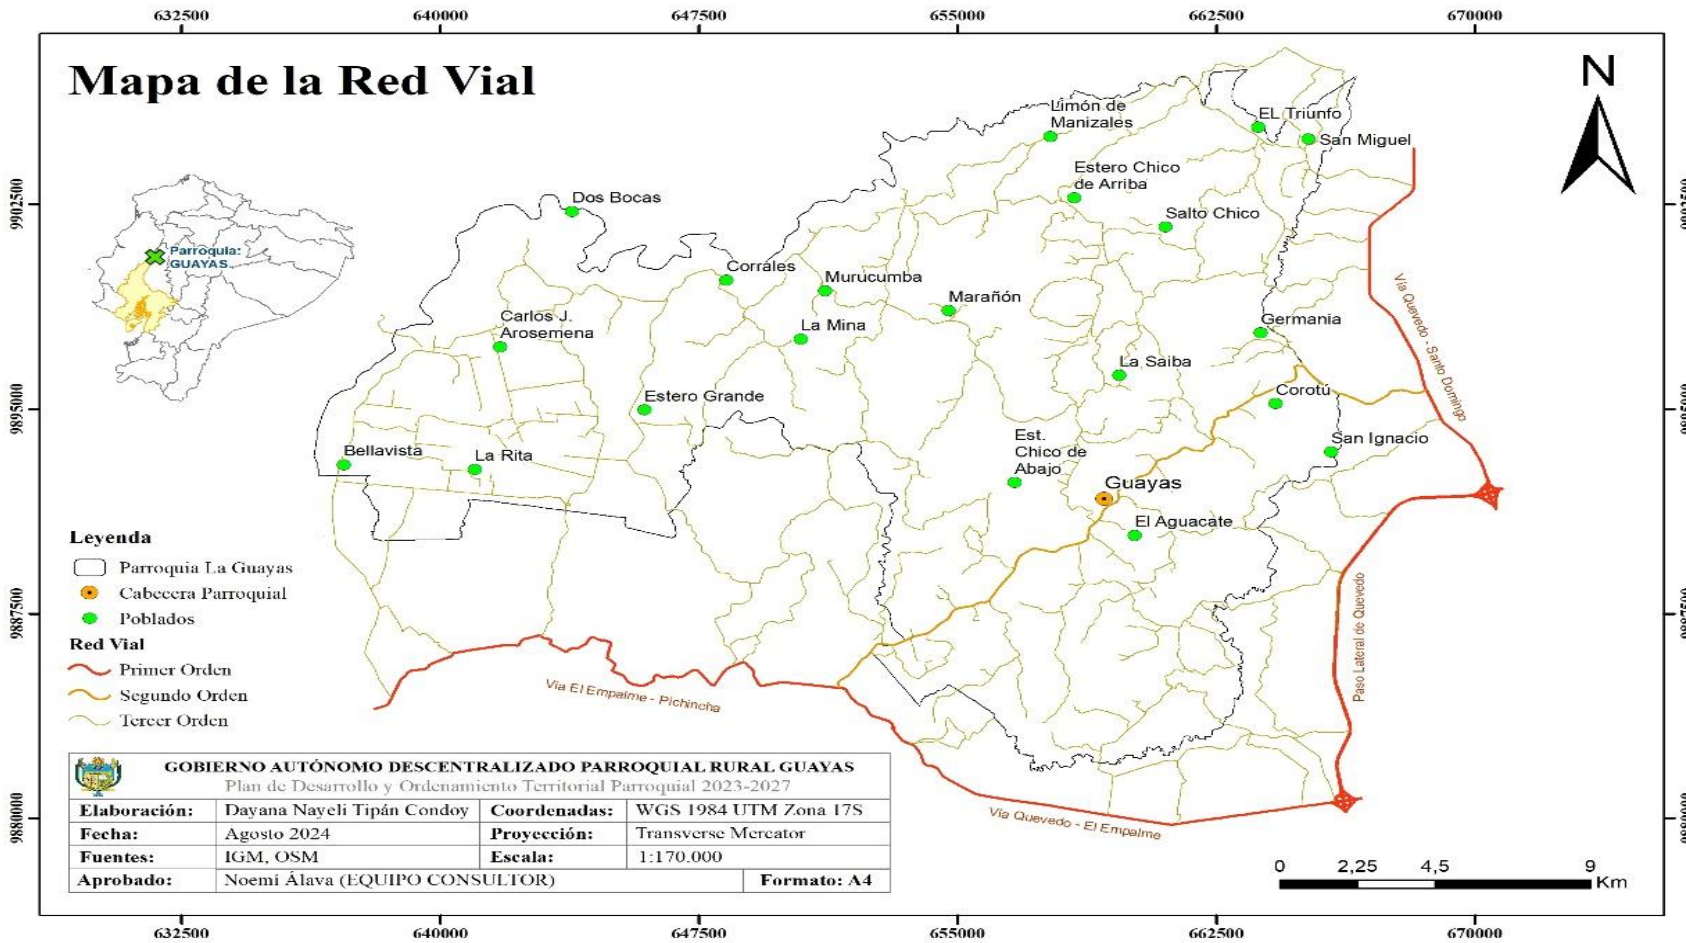 632500
640000
647500
655000
662500
670000
Mapa de la Red Vial
N
Limón de
Manizales
EL Triunfo
San Miguel
Estero Chico
de Arriba
9902500
9902500
Dos Bocas
Salto Chico
Parroquia:
GUAYAS
Corrales
Murucumba
Marañón
Vía Quevedo - Santo Domingo
Carlos J.
Arosemena
La Mina
Germania
La Saiba
Estero Grande
Corotú
9895000
9895000
Est.
Chico de
Abajo
San Ignacio
Bellavista
La Rita
Guayas
El Aguacate
Leyenda
Parroquia La Guayas
Cabecera Parroquial
Poblados
Red Vial
Primer Orden
Segundo Orden
Tercer Orden
9887500
9887500
Paso Lateral de Quevedo
Vía El Empalme - Pichincha
Vía Quevedo - El Empalme
GOBIERNO AUTÓNOMO DESCENTRALIZADO PARROQUIAL RURAL GUAYAS
Plan de Desarrollo y Ordenamiento Territorial Parroquial 2023-2027
Elaboración: Dayana Nayeli Tipán Condoy Coordenadas: WGS 1984 UTM Zona 17S
Fecha: Agosto 2024 Proyección: Transverse Mercator
Fuentes: IGM, OSM Escala: 1:170.000
Aprobado: Noemí Álava (EQUIPO CONSULTOR) Formato: A4
9880000
9880000
0 2,25 4,5 9
Km
632500
640000
647500
655000
662500
670000